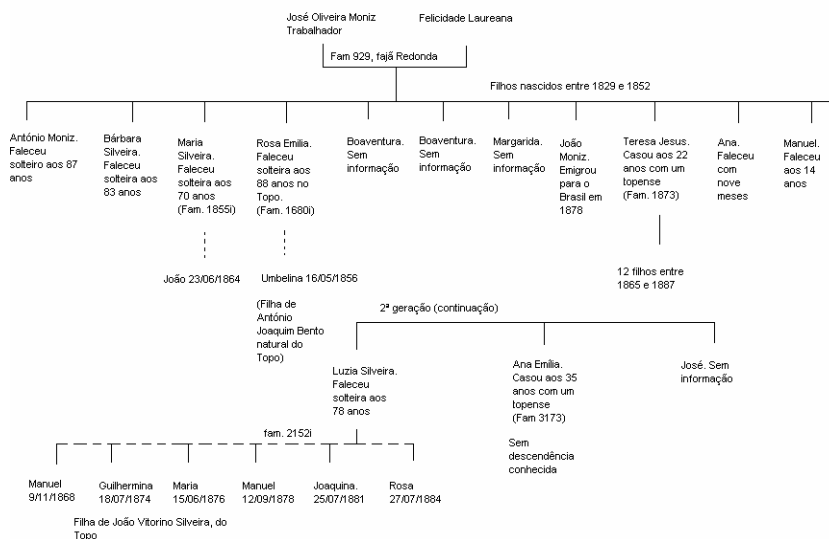 José Oliveira Moniz
Trabalhador
Felicidade Laureana
Fam 929, fajã Redonda
Filhos nascidos entre 1829 e 1852
António Moniz.
Faleceu
solteiro aos 87
anos
Bárbara
Silveira.
Faleceu
solteira aos
83 anos
Maria
Silveira.
Faleceu
solteira aos
70 anos
(Fam. 1855i)
Rosa Emilia.
Faleceu
solteira aos
88 anos no
Topo.
(Fam. 1680i)
Boaventura.
Sem
informação
Boaventura.
Sem
informação
Margarida.
Sem
informação
João
Moniz.
Emigrou
para o
Brasil em
1878
Teresa Jesus.
Casou aos 22
anos com um
topense
(Fam. 1873)
Ana.
Faleceu
com
nove
meses
Manuel.
Faleceu
aos 14
anos
João 23/06/1864
Umbelina 16/05/1856
(Filha de
António
Joaquim Bento
natural do
Topo)
12 filhos entre
1865 e 1887
2ª geração (continuação)
Luzia Silveira.
Faleceu
solteira aos
78 anos
Ana Emília.
Casou aos 35
anos com um
topense
(Fam 3173)
Sem
descendência
conhecida
José. Sem
informação
fam. 2152i
Manuel
9/11/1868
Guilhermina
18/07/1874
Maria
15/06/1876
Manuel
12/09/1878
Joaquina.
25/07/1881
Rosa
27/07/1884
Filha de João Vitorino Silveira, do
Topo